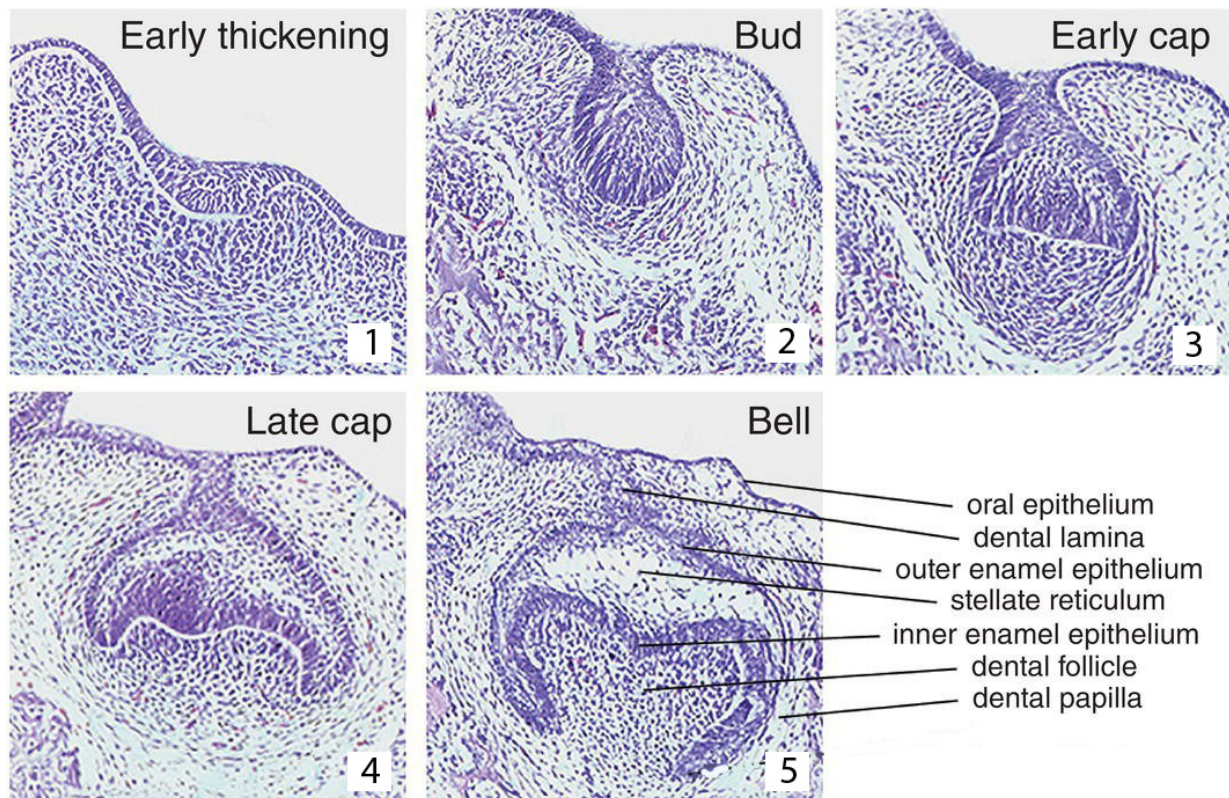 Early thickening
1
Bud
2
Early cap
3
Late cap
4
Bell
5
oral epithelium
dental lamina
outer enamel epithelium
stellate reticulum
inner enamel epithelium
dental follicle
dental papilla